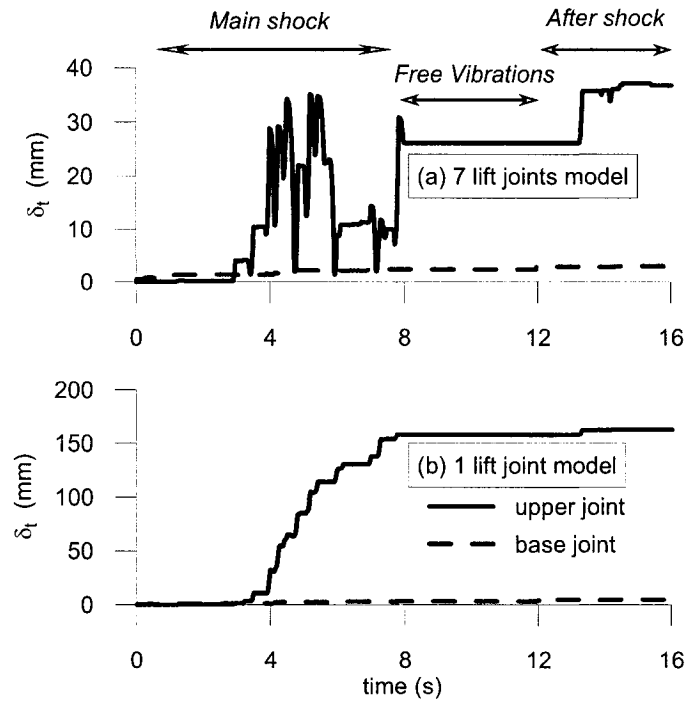 Main shock
After shock
Free Vibrations
40
30
20
10
0
δt (mm)
(a) 7 lift joints model
0 4 8 12 16
200
150
100
50
0
δt (mm)
(b) 1 lift joint model
upper joint
base joint
0 4 8 12 16
time (s)